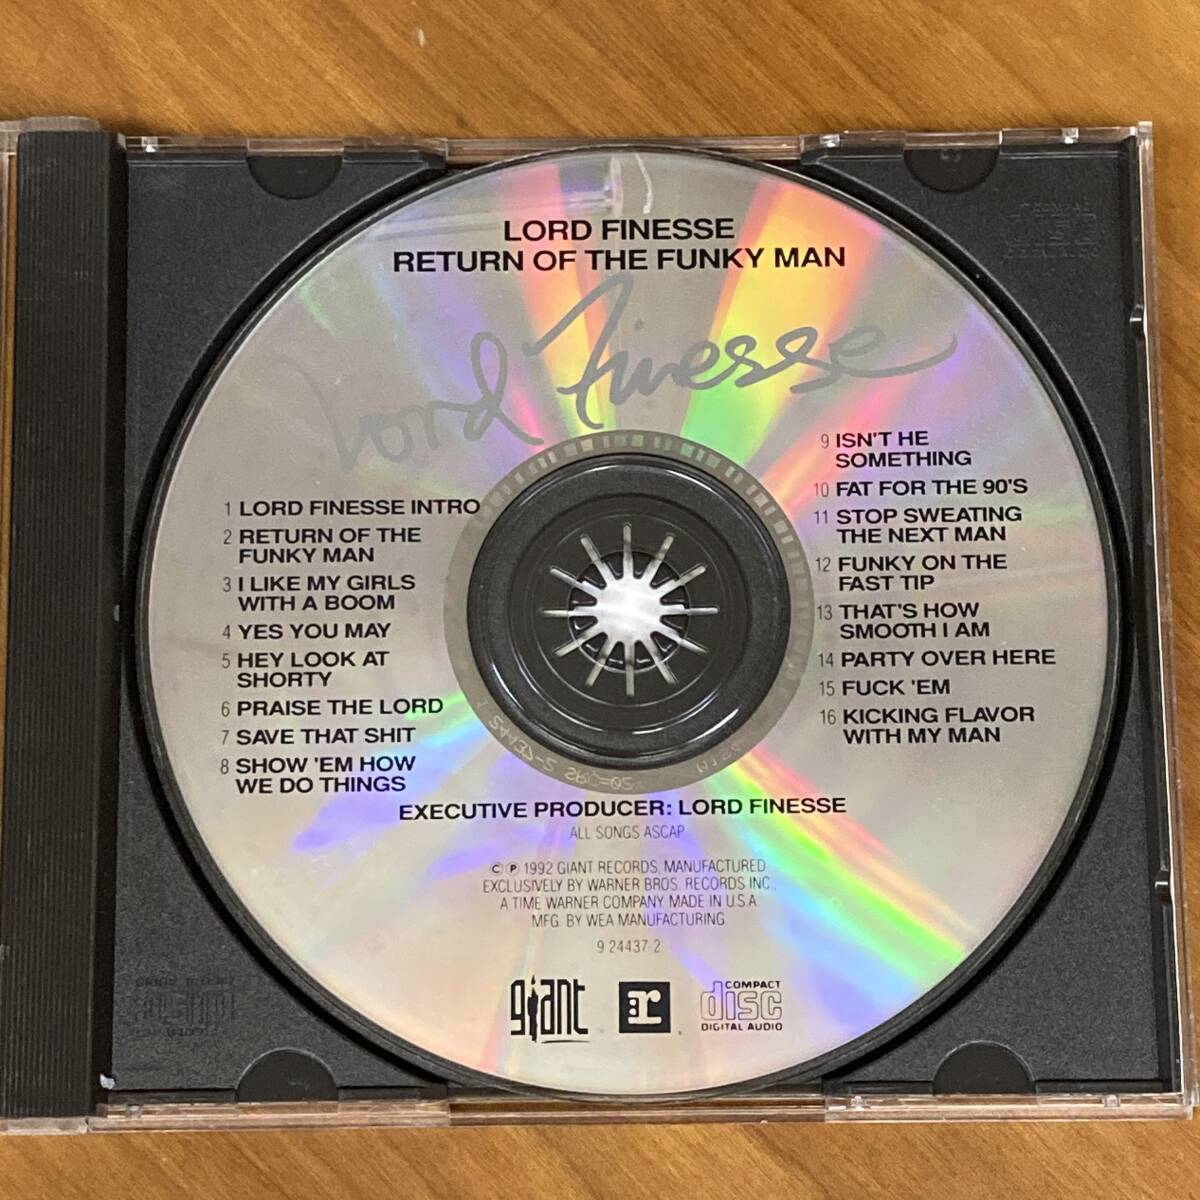 LORD FINESSE
RETURN OF THE FUNKY MAN
Lord Finesse
1 LORD FINESSE INTRO
2 RETURN OF THE
FUNKY MAN
3 I LIKE MY GIRLS
WITH A BOOM
4 YES YOU MAY
5 HEY LOOK AT
SHORTY
6 PRAISE THE LORD
7 SAVE THAT SHIT
8 SHOW 'EM HOW
WE DO THINGS
9 ISN'T HE
SOMETHING
10 FAT FOR THE 90'S
11 STOP SWEATING
THE NEXT MAN
12 FUNKY ON THE
FAST TIP
13 THAT'S HOW
SMOOTH I AM
14 PARTY OVER HERE
15 FUCK 'EM
16 KICKING FLAVOR
WITH MY MAN
EXECUTIVE PRODUCER: LORD FINESSE
ALL SONGS ASCAP
© ℗ 1992 GIANT RECORDS, MANUFACTURED
EXCLUSIVELY BY WARNER BROS. RECORDS INC.,
A TIME WARNER COMPANY. MADE IN U.S.A.
MFG. BY WEA MANUFACTURING.
9 24437-2
giant™
r®
COMPACT
disc
DIGITAL AUDIO